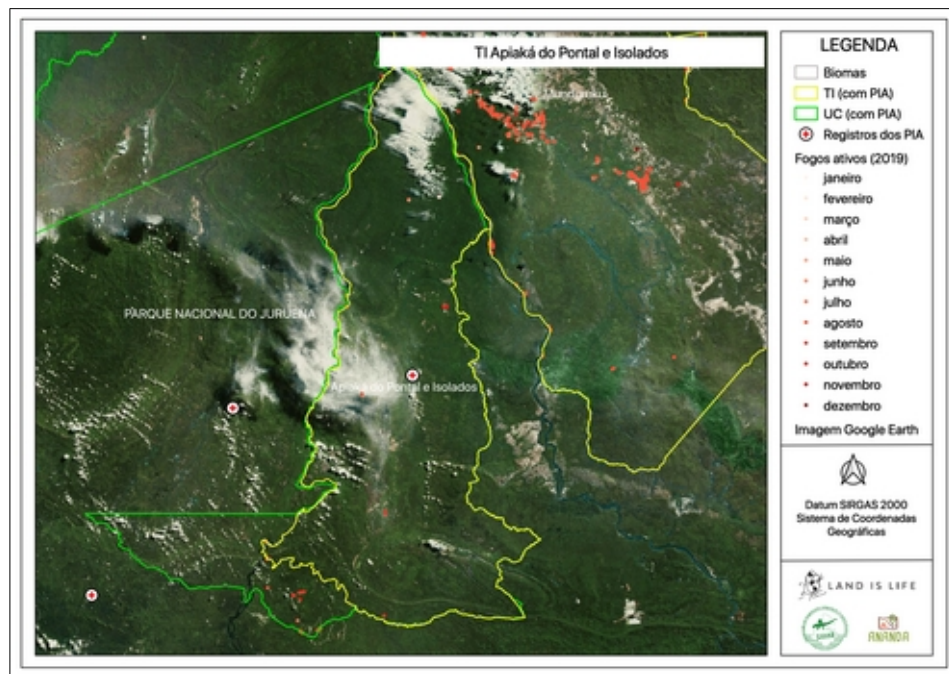 TI Apiaká do Pontal e Isolados
Munduruku
PARQUE NACIONAL DO JURUENA
Apiaká do Pontal e Isolados
LEGENDA
Biomas
TI (com PIA)
UC (com PIA)
Registros dos PIA
Fogos ativos (2019)
janeiro
fevereiro
março
abril
maio
junho
julho
agosto
setembro
outubro
novembro
dezembro
Imagem Google Earth
Datum SIRGAS 2000
Sistema de Coordenadas
Geográficas
LAND IS LIFE
ANANDA